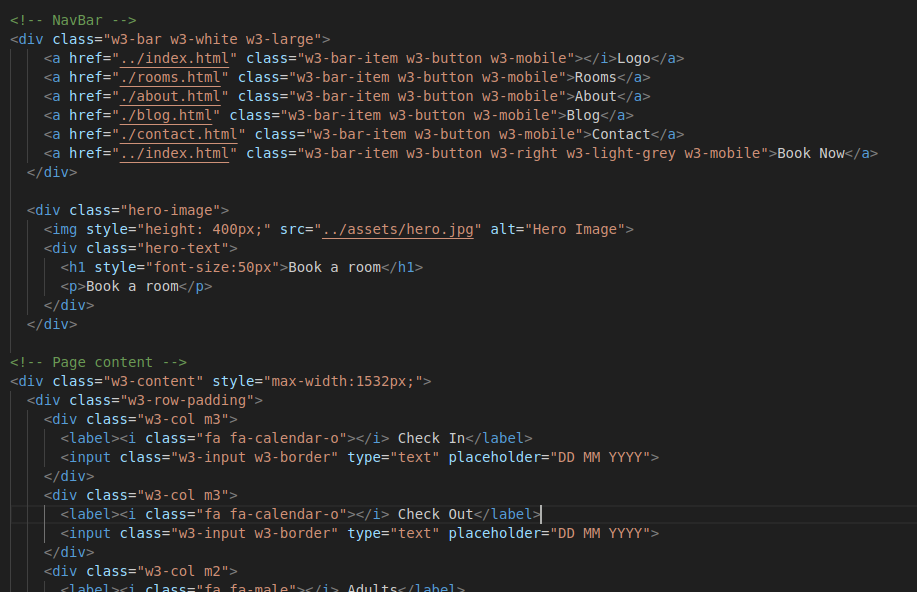 <!-- NavBar -->
<div class="w3-bar w3-white w3-large">
<a href="../index.html" class="w3-bar-item w3-button w3-mobile"></i>Logo</a>
<a href="./rooms.html" class="w3-bar-item w3-button w3-mobile">Rooms</a>
<a href="./about.html" class="w3-bar-item w3-button w3-mobile">About</a>
<a href="./blog.html" class="w3-bar-item w3-button w3-mobile">Blog</a>
<a href="./contact.html" class="w3-bar-item w3-button w3-mobile">Contact</a>
<a href="../index.html" class="w3-bar-item w3-button w3-right w3-light-grey w3-mobile">Book Now</a>
</div>
<div class="hero-image">
<img style="height: 400px;" src="../assets/hero.jpg" alt="Hero Image">
<div class="hero-text">
<h1 style="font-size:50px">Book a room</h1>
<p>Book a room</p>
</div>
</div>
<!-- Page content -->
<div class="w3-content" style="max-width:1532px;">
<div class="w3-row-padding">
<div class="w3-col m3">
<label><i class="fa fa-calendar-o"></i> Check In</label>
<input class="w3-input w3-border" type="text" placeholder="DD MM YYYY">
</div>
<div class="w3-col m3">
<label><i class="fa fa-calendar-o"></i> Check Out</label>
<input class="w3-input w3-border" type="text" placeholder="DD MM YYYY">
</div>
<div class="w3-col m2">
<label><i class="fa fa-male"></i> Adults</label>